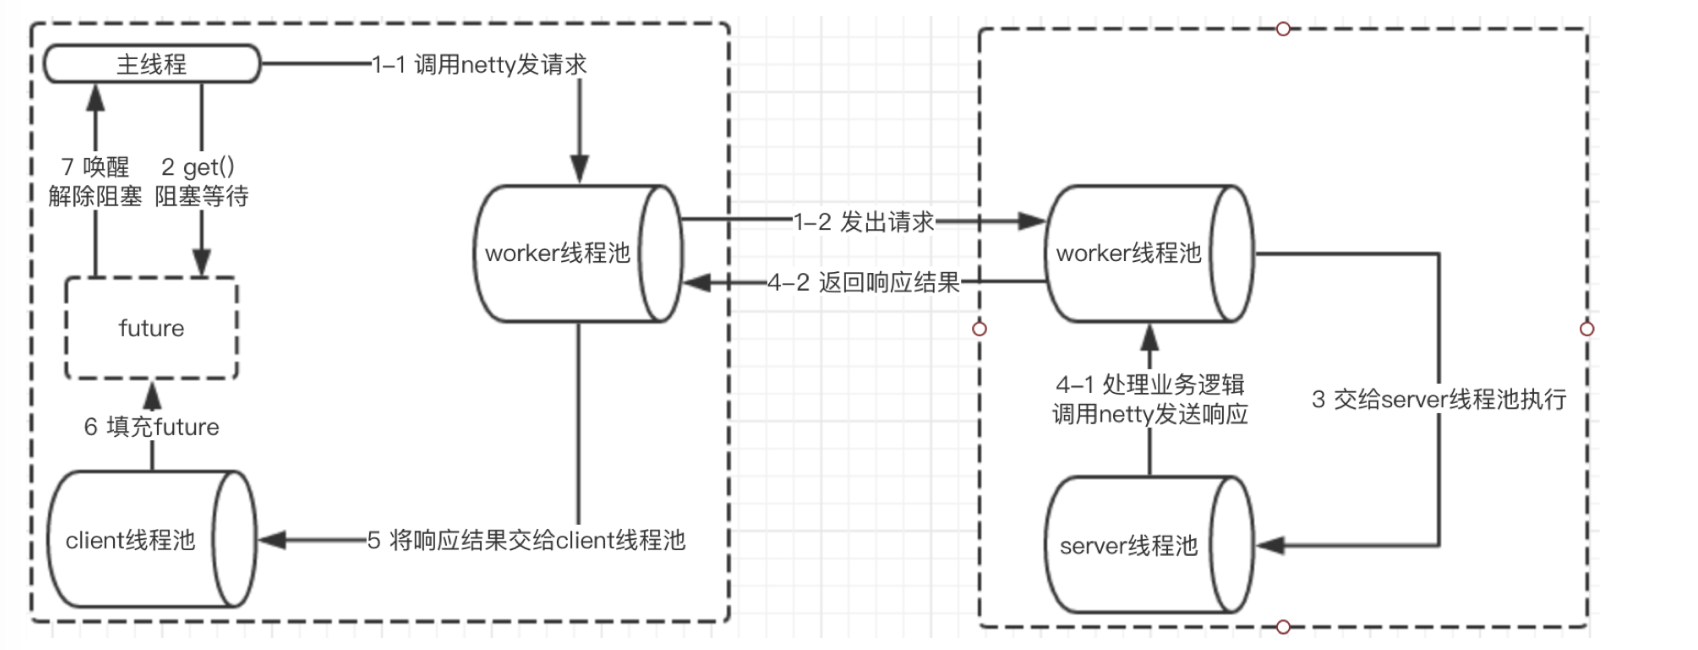 主线程
1-1 调用netty发请求
7 唤醒
解除阻塞
2 get()
阻塞等待
worker线程池
1-2 发出请求
worker线程池
4-2 返回响应结果
future
4-1 处理业务逻辑
调用netty发送响应
3 交给server线程池执行
6 填充future
client线程池
5 将响应结果交给client线程池
server线程池